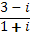 3 − i
1 + i